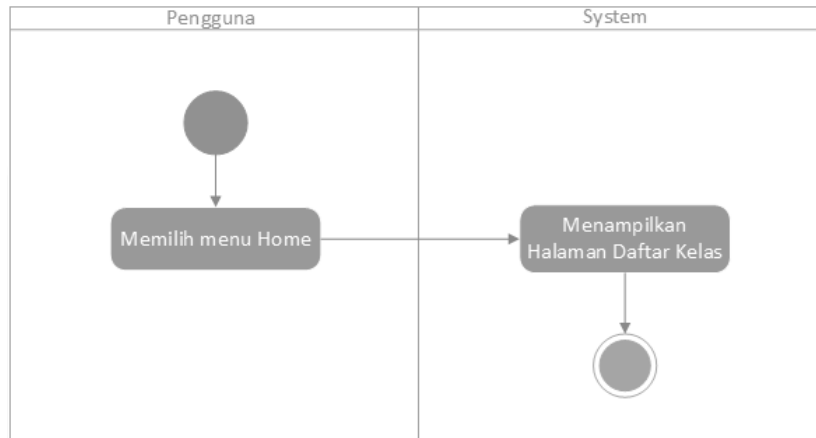 Pengguna
System
Memilih menu Home
Menampilkan
Halaman Daftar Kelas